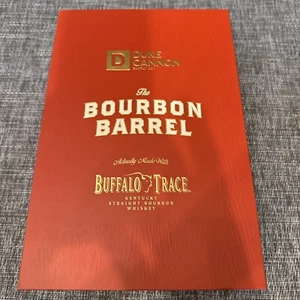 DUKE
CANNON
The
BOURBON
BARREL
Actually Made With
BUFFALO TRACE
KENTUCKY
STRAIGHT BOURBON
WHISKEY